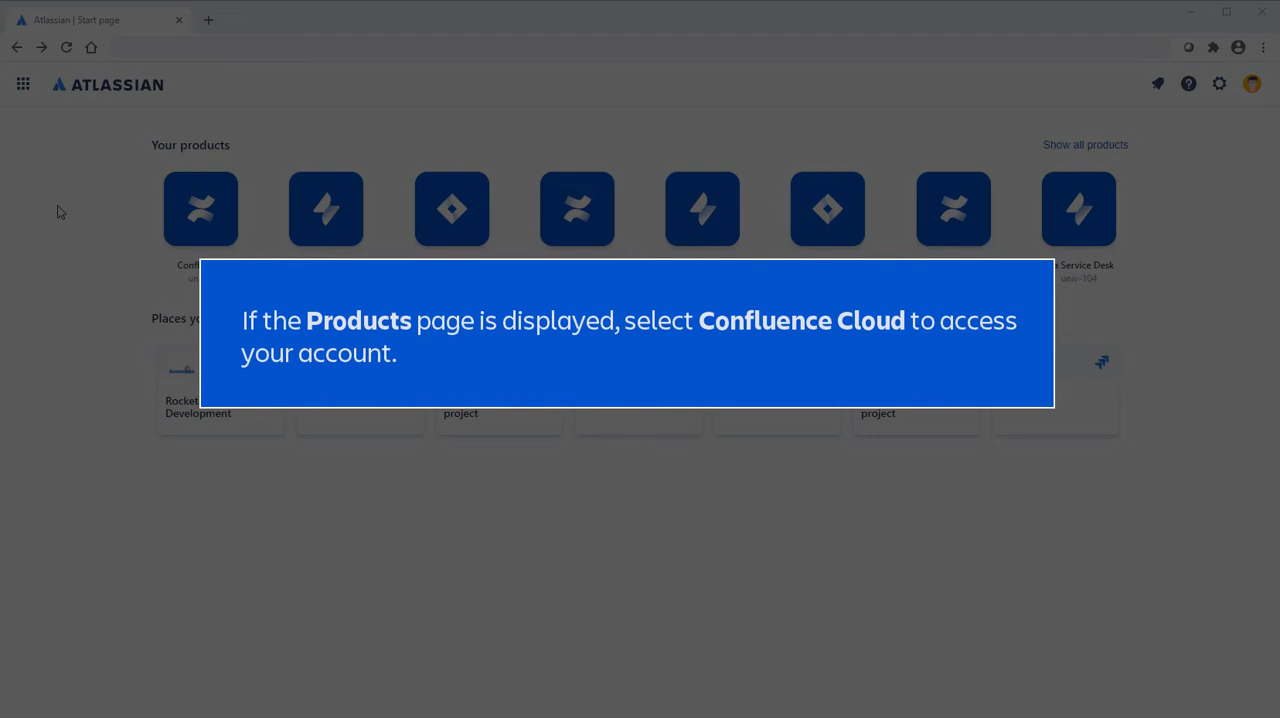 Atlassian | Start page
ATLASSIAN
Your products
Show all products
Service Desk
univ-104
If the Products page is displayed, select Confluence Cloud to access
your account.
Places
Rocket
Development
project
project